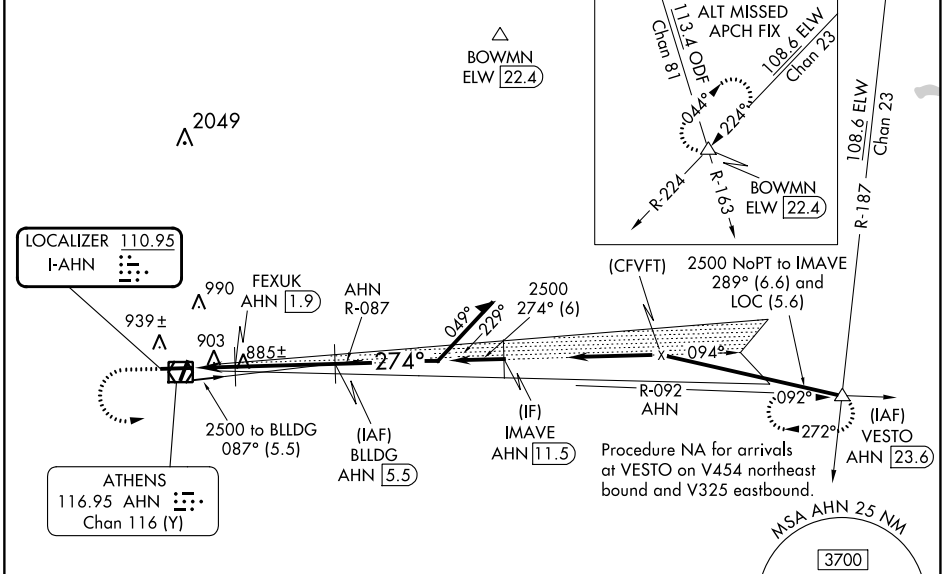 ALT MISSED
APCH FIX
113.4 ODF
Chan 81
108.6 ELW
Chan 23
044°
224°
R-224
R-163
BOWMN
ELW 22.4
BOWMN
ELW 22.4
2049
108.6 ELW
Chan 23
R-187
LOCALIZER 110.95
I-AHN
990
939±
903
885±
FEXUK
AHN 1.9
AHN
R-087
2500
274° (6)
(CFVFT)
2500 NoPT to IMAVE
289° (6.6) and
LOC (5.6)
049°
229°
274°
094°
R-092
AHN
092°
272°
2500 to BLLDG
087° (5.5)
(IAF)
BLLDG
AHN 5.5
(IF)
IMAVE
AHN 11.5
(IAF)
VESTO
AHN 23.6
Procedure NA for arrivals
at VESTO on V454 northeast
bound and V325 eastbound.
ATHENS
116.95 AHN
Chan 116 (Y)
MSA AHN 25 NM
3700